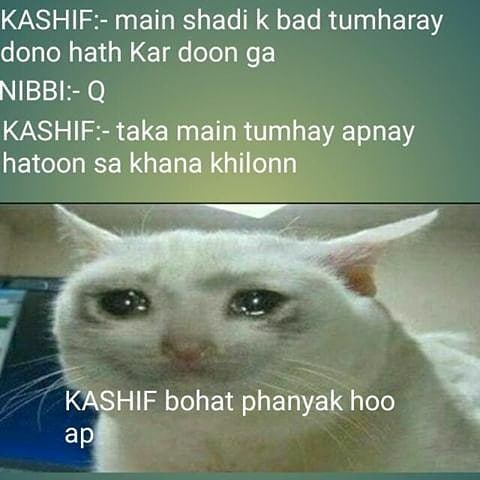 KASHIF:- main shadi k bad tumharay
dono hath Kar doon ga
NIBBI:- Q
KASHIF:- taka main tumhay apnay
hatoon sa khana khilonn
KASHIF bohat phanyak hoo
ap